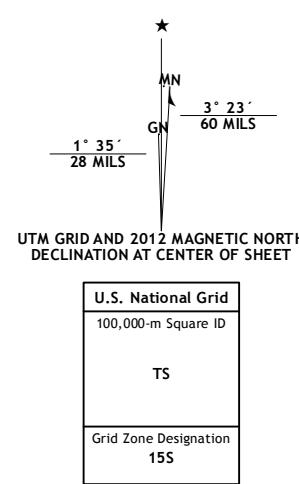 ★
MN
3° 23´
60 MILS
GN
1° 35´
28 MILS
UTM GRID AND 2012 MAGNETIC NORTH
DECLINATION AT CENTER OF SHEET
U.S. National Grid
100,000-m Square ID
TS
Grid Zone Designation
15S